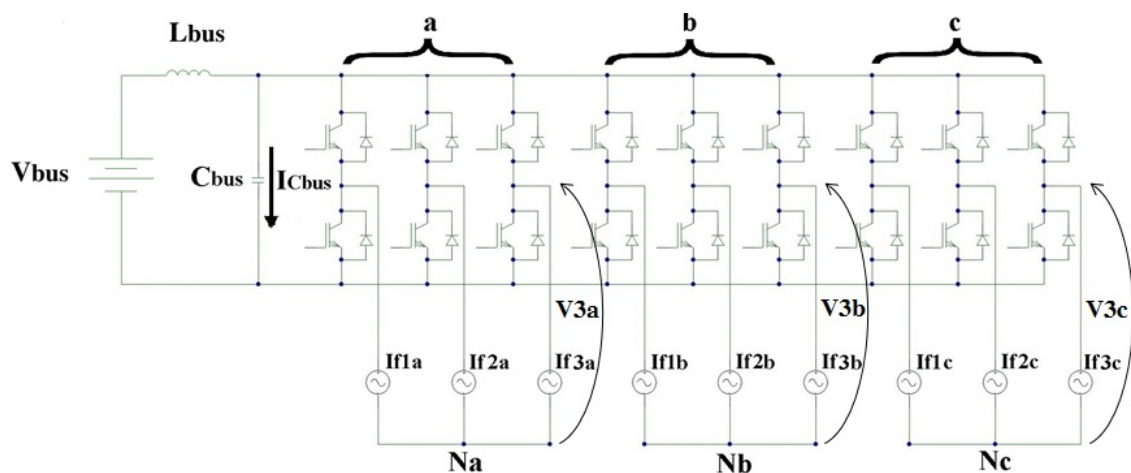 a b c
Lbus
Vbus
Cbus
ICbus
V3a V3b V3c
If1a If2a If3a If1b If2b If3b If1c If2c If3c
Na Nb Nc